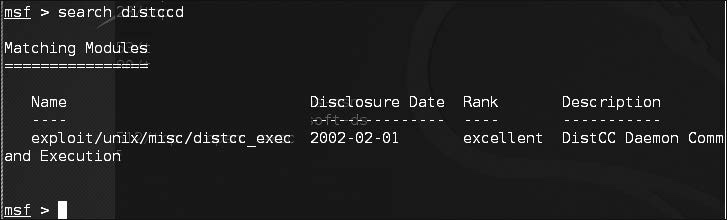 msf > search distccd
Matching Modules
================
Name Disclosure Date Rank Description
---- --------------- ---- -----------
exploit/unix/misc/distcc_exec 2002-02-01 excellent DistCC Daemon Comm
and Execution
msf >